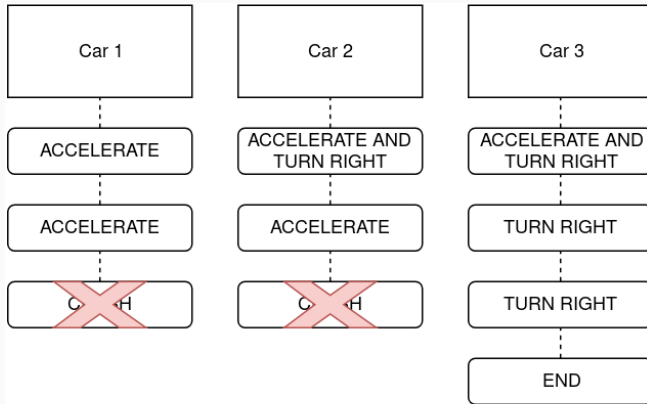 Car 1
Car 2
Car 3
ACCELERATE
ACCELERATE AND
TURN RIGHT
ACCELERATE AND
TURN RIGHT
ACCELERATE
ACCELERATE
TURN RIGHT
TURN RIGHT
END